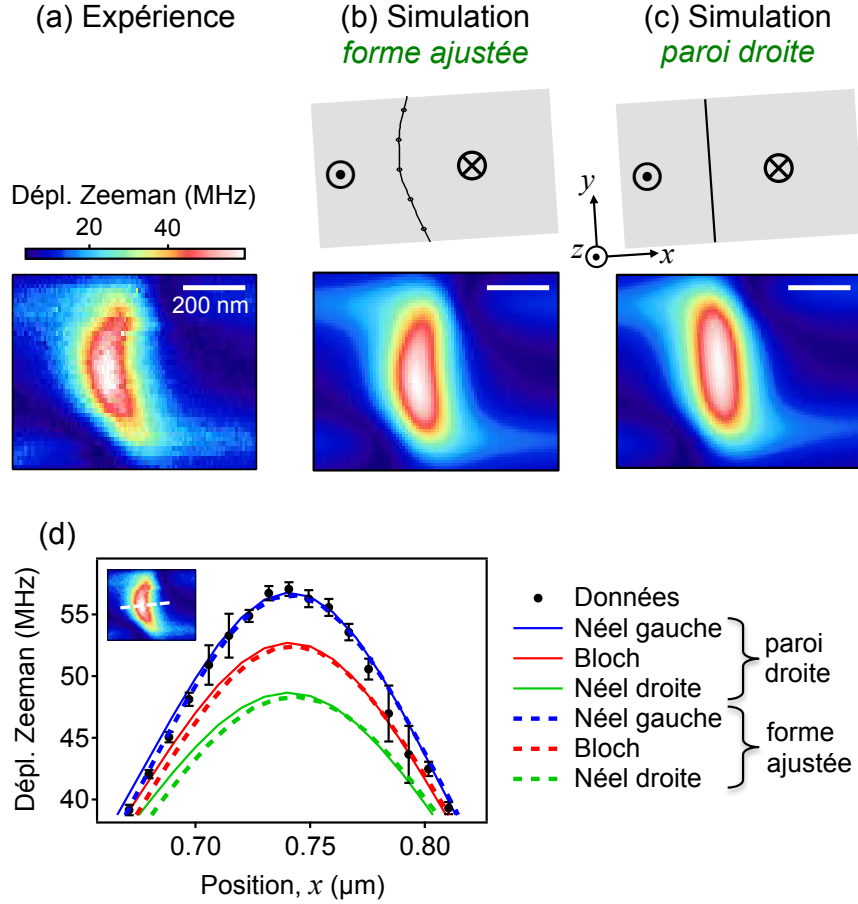 (a) Expérience
(b) Simulation
forme ajustée
(c) Simulation
paroi droite
Dépl. Zeeman (MHz)
20 40
200 nm
y
z
x
(d)
Dépl. Zeeman (MHz)
55
50
45
40
0.70 0.75 0.80
Position, x (µm)
Données
Néel gauche
Bloch
Néel droite
paroi
droite
Néel gauche
Bloch
Néel droite
forme
ajustée